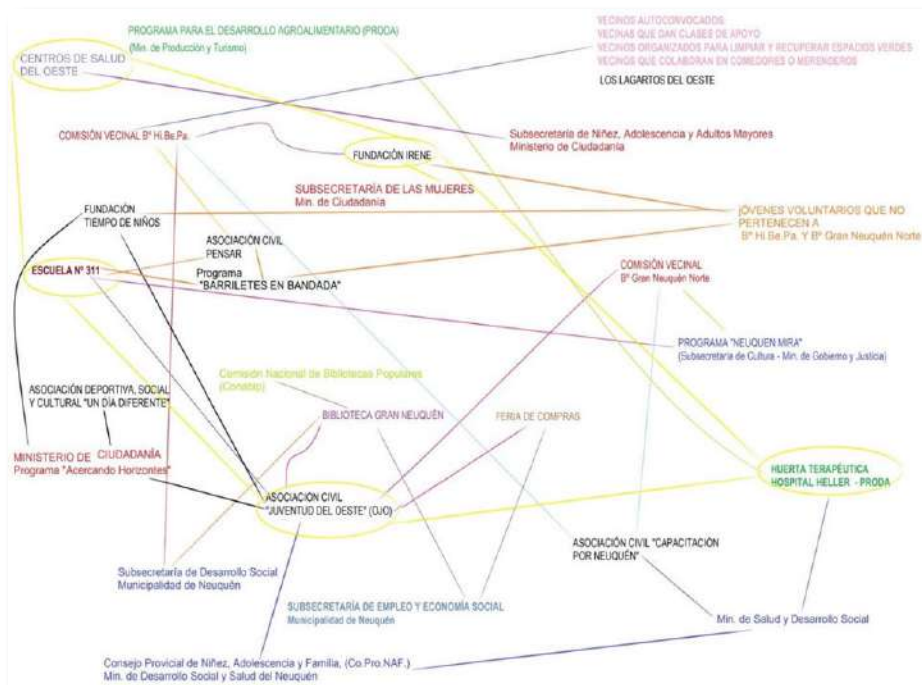 PROGRAMA PARA EL DESARROLLO AGROALIMENTARIO (PRODA)
(Min. de Producción y Turismo)
VECINOS AUTOCONVOCADOS:
VECINAS QUE DAN CLASES DE APOYO
VECINOS ORGANIZADOS PARA LIMPIAR Y RECUPERAR ESPACIOS VERDES
VECINOS QUE COLABORAN EN COMEDORES O MERENDEROS
LOS LAGARTOS DEL OESTE
CENTROS DE SALUD
DEL OESTE
COMISIÓN VECINAL Bº Hi.Be.Pa.
Subsecretaría de Niñez, Adolescencia y Adultos Mayores
Ministerio de Ciudadanía
FUNDACIÓN IRENE
SUBSECRETARÍA DE LAS MUJERES
Min. de Ciudadanía
FUNDACIÓN
TIEMPO DE NIÑOS
jÓVENES VOLUNTARIOS QUE NO
PERTENECEN A
Bº Hi.Be.Pa. Y Bº Gran Neuquén Norte
ASOCIACIÓN CIVIL
PENSAR
ESCUELA Nº 311
Programa
"BARRILETES EN BANDADA"
COMISIÓN VECINAL
Bº Gran Neuquén Norte
PROGRAMA "NEUQUEN MIRA"
(Subsecretaría de Cultura - Min. de Gobierno y Justicia)
Comisión Nacional de Bibliotecas Populares
(Conabip)
ASOCIACIÓN DEPORTIVA, SOCIAL
Y CULTURAL "UN DÍA DIFERENTE"
BIBLIOTECA GRAN NEUQUÉN
FERIA DE COMPRAS
MINISTERIO DE CIUDADANÍA
Programa "Acercando Horizontes"
HUERTA TERAPÉUTICA
HOSPITAL HELLER - PRODA
ASOCIACIÓN CIVIL
"JUVENTUD DEL OESTE" (OJO)
ASOCIACIÓN CIVIL "CAPACITACIÓN
POR NEUQUÉN"
Subsecretaría de Desarrollo Social
Municipalidad de Neuquén
SUBSECRETARÍA DE EMPLEO Y ECONOMÍA SOCIAL
Municipalidad de Neuquén
Min. de Salud y Desarrollo Social
Consejo Provicial de Niñez, Adolescencia y Familia, (Co.Pro.NAF.)
Min. de Desarrollo Social y Salud del Neuquén